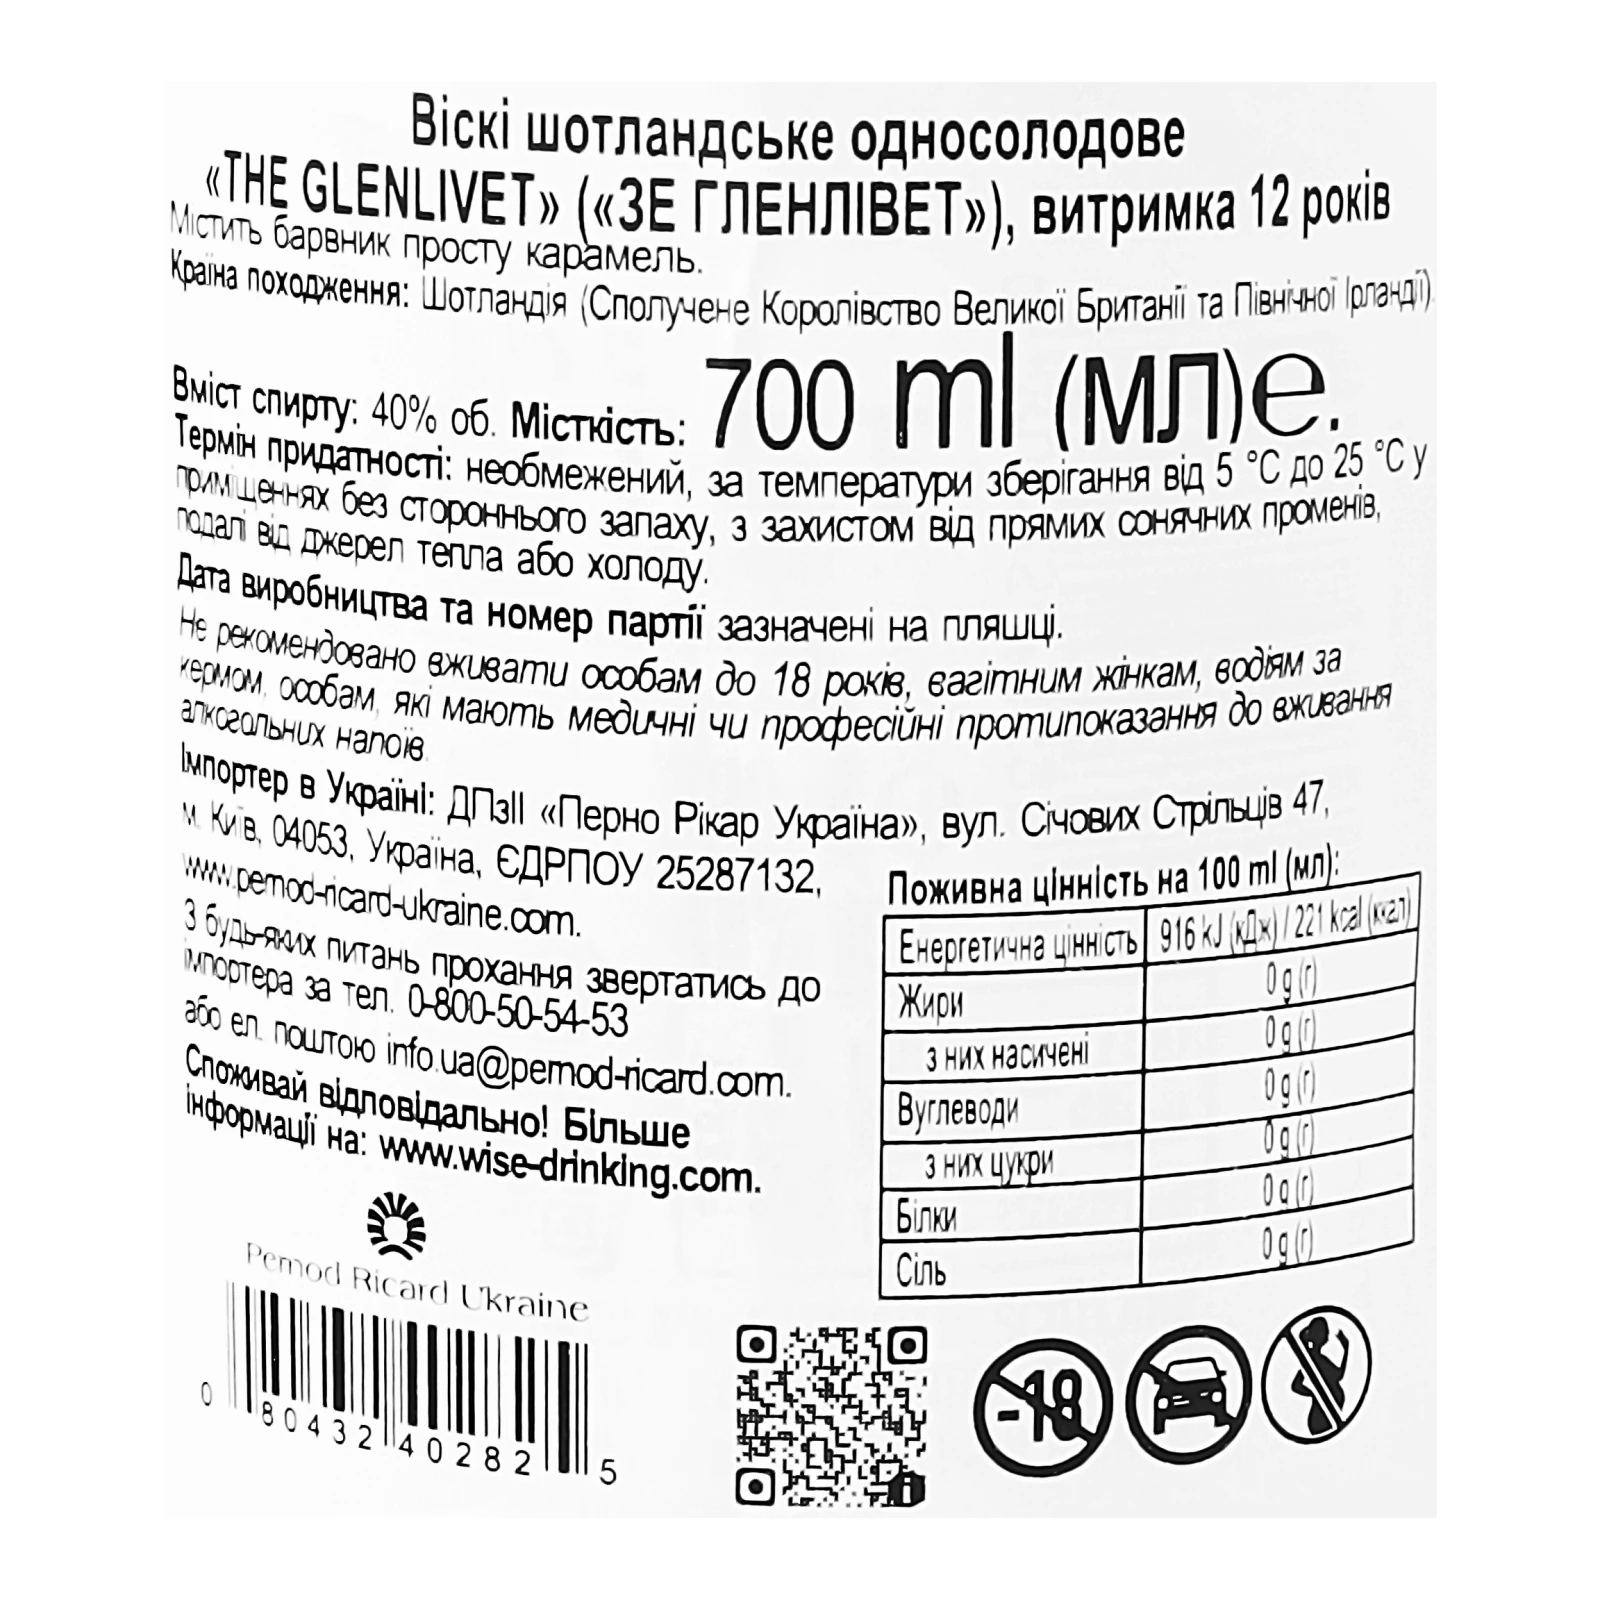 Віскі шотландське односолодове
«THE GLENLIVET» («ЗЕ ГЛЕНЛІВЕТ»), витримка 12 років
Містить барвник просту карамель.
Країна походження: Шотландія (Сполучене Королівство Великої Британії та Північної Ірландії).
Вміст спирту: 40% об. Місткість: 700 ml (МЛ)е.
Термін придатності: необмежений, за температури зберігання від 5 °С до 25 °С у
приміщеннях без стороннього запаху, з захистом від прямих сонячних променів,
подалі від джерел тепла або холоду.
Дата виробництва та номер партії зазначені на пляшці.
Не рекомендовано вживати особам до 18 років, вагітним жінкам, водіям за
кермом, особам, які мають медичні чи професійні протипоказання до вживання
алкогольних напоїв.
Імпортер в Україні: ДПзІІ «Перно Рікар Україна», вул. Січових Стрільців 47,
м. Київ, 04053, Україна, ЄДРПОУ 25287132,
www.pernod-ricard-ukraine.com.
З будь-яких питань прохання звертатись до
імпортера за тел. 0-800-50-54-53
або ел. поштою info.ua@pernod-ricard.com.
Споживай відповідально! Більше
інформації на: www.wise-drinking.com.
Поживна цінність на 100 ml (мл):
Енергетична цінність 916 kJ (кДж) / 221 kcal (ккал)
Жири 0 g (г)
з них насичені 0 g (г)
Вуглеводи 0 g (г)
з них цукри 0 g (г)
Білки 0 g (г)
Сіль 0 g (г)
Pernod Ricard Ukraine
0 80432 40282 5
-18
i